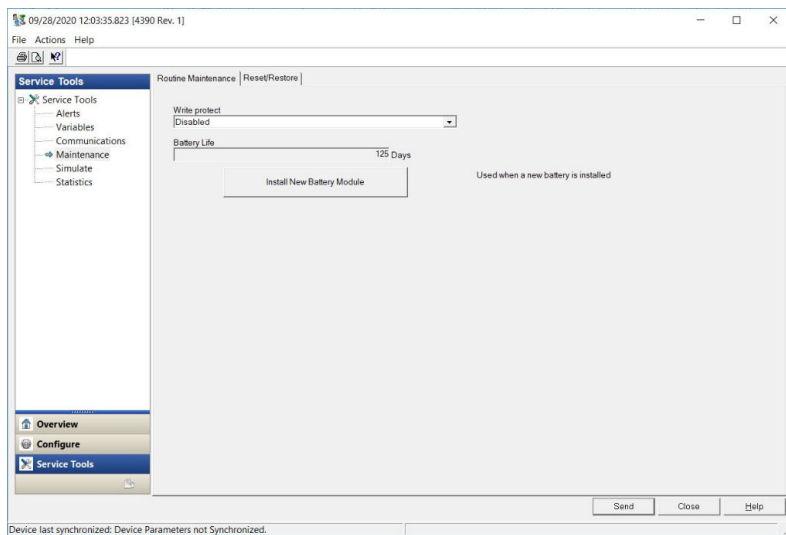 09/28/2020 12:03:35.823 [4390 Rev. 1]
File Actions Help
Service Tools
Service Tools
Alerts
Variables
Communications
Maintenance
Simulate
Statistics
Overview
Configure
Service Tools
Routine Maintenance Reset/Restore
Write protect
Disabled
Battery Life
125 Days
Install New Battery Module
Used when a new battery is installed
Send Close Help
Device last synchronized: Device Parameters not Synchronized.